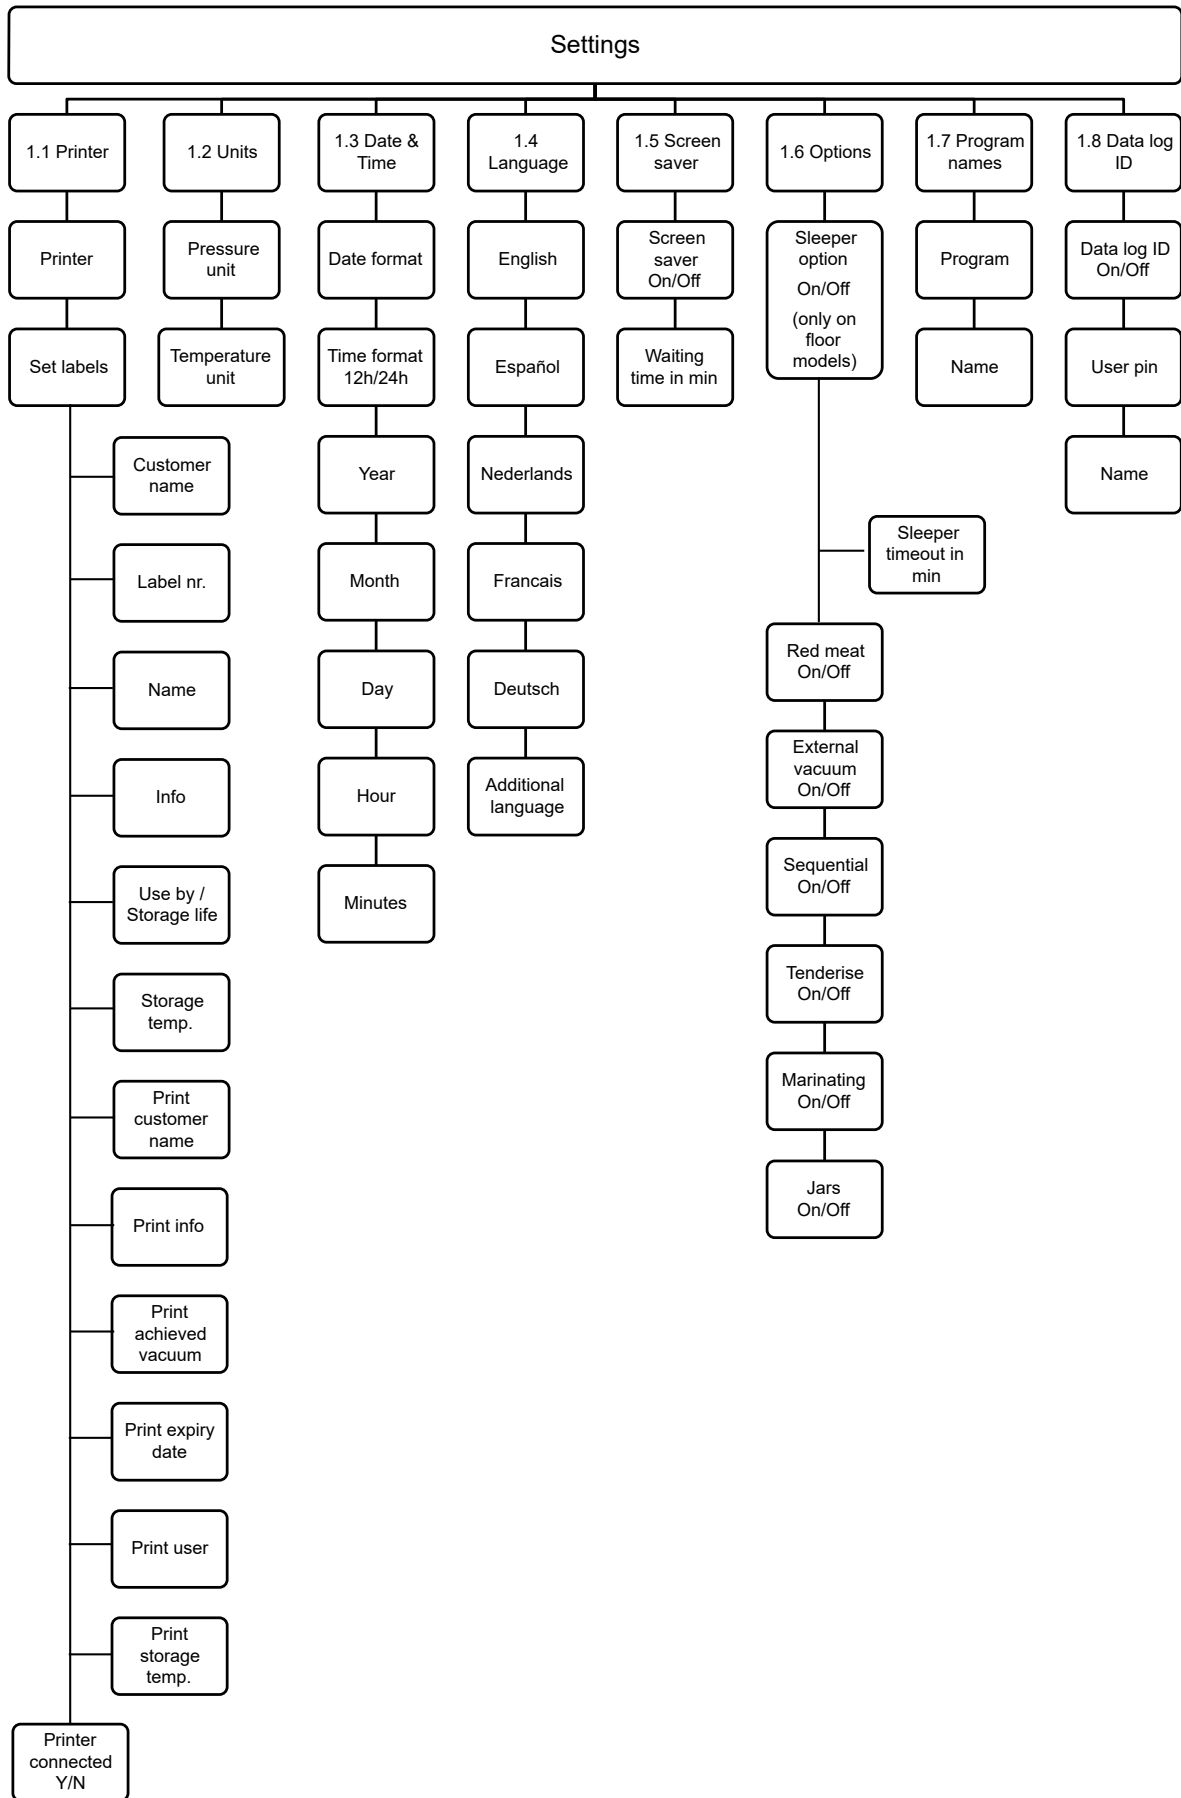 Settings
1.1 Printer
Printer
Set labels
Customer
name
Label nr.
Name
Info
Use by /
Storage life
Storage
temp.
Print
customer
name
Print info
Print
achieved
vacuum
Print expiry
date
Print user
Print
storage
temp.
Printer
connected
Y/N
1.2 Units
Pressure
unit
Temperature
unit
1.3 Date &
Time
Date format
Time format
12h/24h
Year
Month
Day
Hour
Minutes
1.4
Language
English
Español
Nederlands
Francais
Deutsch
Additional
language
1.5 Screen
saver
Screen
saver
On/Off
Waiting
time in min
1.6 Options
Sleeper
option
On/Off
(only on
floor
models)
Sleeper
timeout in
min
Red meat
On/Off
External
vacuum
On/Off
Sequential
On/Off
Tenderise
On/Off
Marinating
On/Off
Jars
On/Off
1.7 Program
names
Program
Name
1.8 Data log
ID
Data log ID
On/Off
User pin
Name